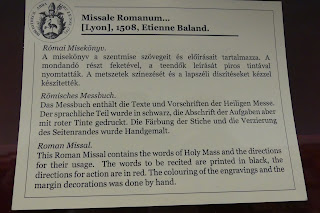 Missale Romanum...
[Lyon], 1508, Etienne Baland.
Római Misekönyv.
A misekönyv a szentmise szövegeit és előírásait tartalmazza. A
mondandó részt feketével, a teendők leírását piros tintával
nyomtatták. A metszetek színezését és a lapszéli díszítéseket kézzel
készítették.
Römisches Messbuch.
Das Messbuch enthält die Texte und Vorschriften der Heiligen Messe.
Der sprachliche Teil wurde in schwarz, die Abschrift der Aufgaben aber
mit roter Tinte gedruckt. Die Färbung der Stiche und die Verzierung
des Seitenrandes wurde Handgemalt.
Roman Missal.
This Roman Missal contains the words of Holy Mass and the directions
for their usage. The words to be recited are printed in black, the
directions for action are in red. The colouring of the engravings and the
margin decorations was done by hand.